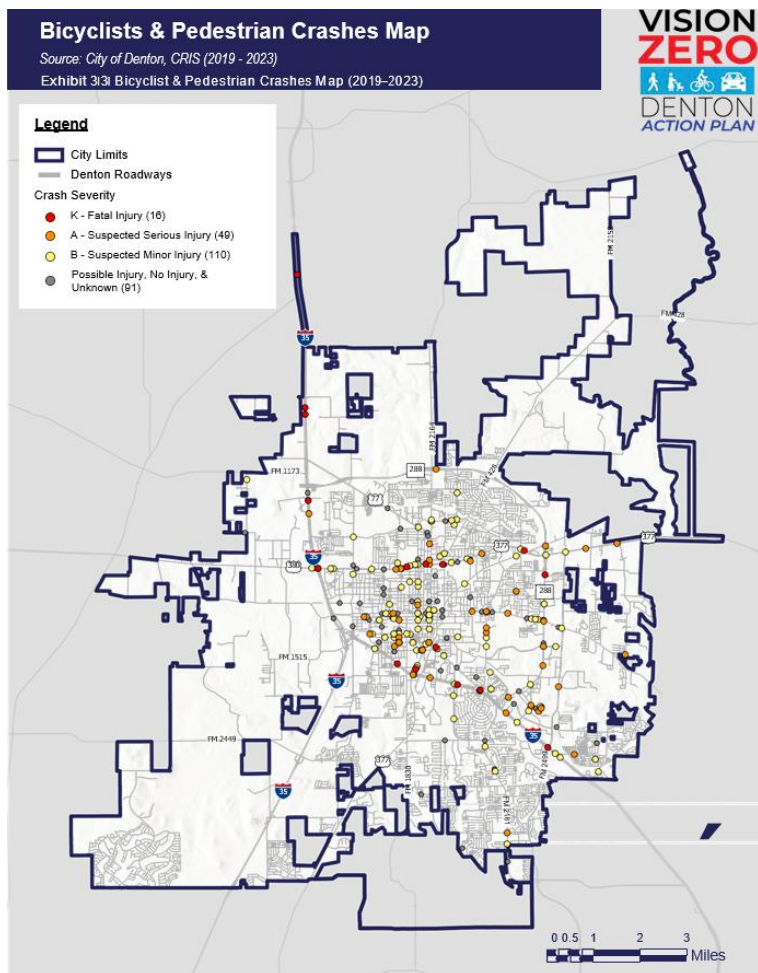 Bicyclists & Pedestrian Crashes Map
Source: City of Denton, CRIS (2019 - 2023)
Exhibit 3i3i Bicyclist & Pedestrian Crashes Map (2019–2023)
VISION
ZERO
DENTON
ACTION PLAN
Legend
City Limits
Denton Roadways
Crash Severity
K - Fatal Injury (16)
A - Suspected Serious Injury (49)
B - Suspected Minor Injury (110)
Possible Injury, No Injury, &
Unknown (91)
FM 2153
FM 428
35
FM 2164
FM 1173
288
FM 428
77
377
377
35
380
288
FM 1515
35
35
FM 2449
377
FM 2499
35
FM 1830
FM 2181
0 0.5 1 2 3
Miles